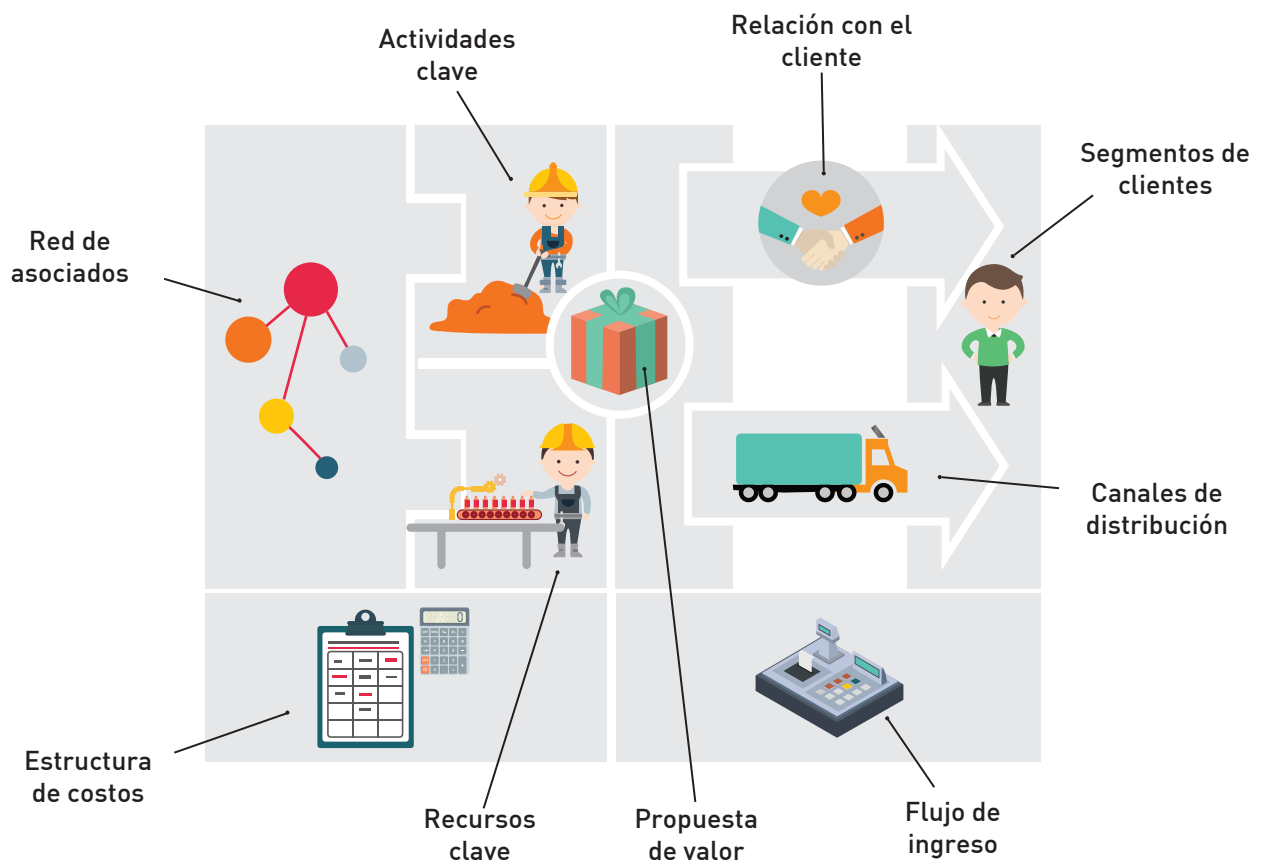 Actividades
clave
Relación con el
cliente
Segmentos de
clientes
Red de
asociados
Canales de
distribución
Estructura
de costos
Recursos
clave
Propuesta
de valor
Flujo de
ingreso